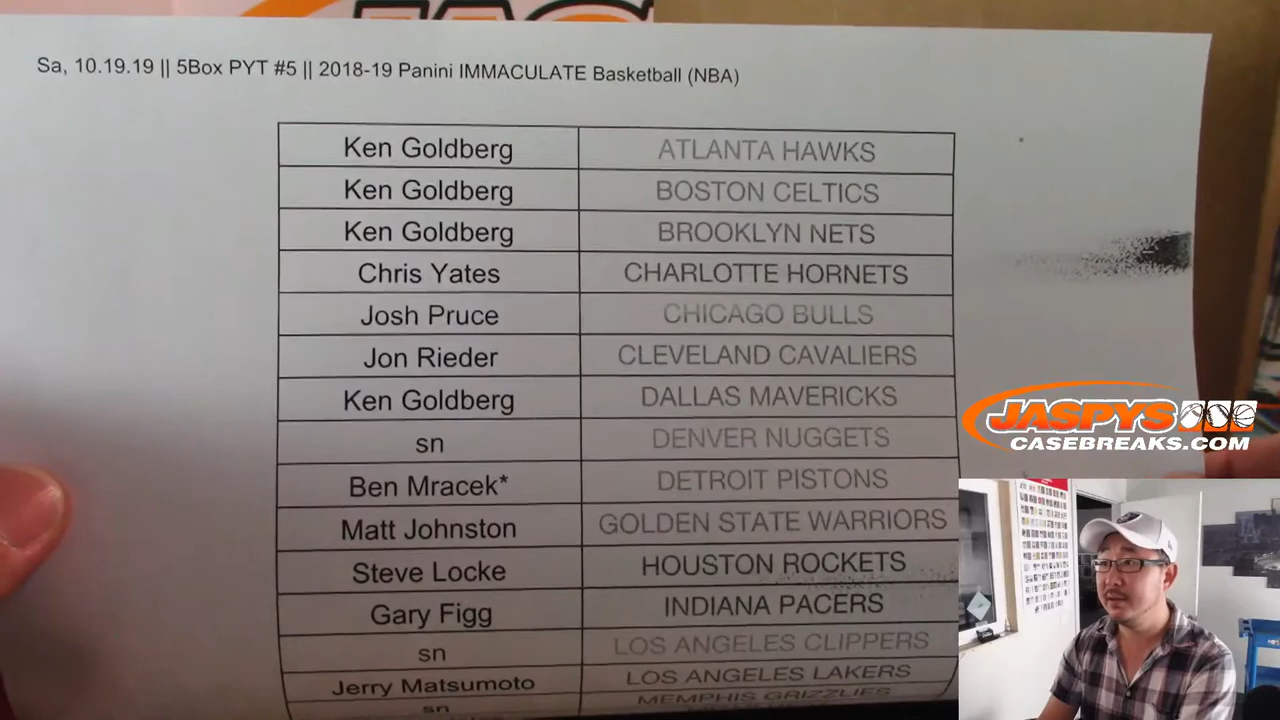 Sa, 10.19.19 || 5Box PYT #5 || 2018-19 Panini IMMACULATE Basketball (NBA)
Ken Goldberg ATLANTA HAWKS
Ken Goldberg BOSTON CELTICS
Ken Goldberg BROOKLYN NETS
Chris Yates CHARLOTTE HORNETS
Josh Pruce CHICAGO BULLS
Jon Rieder CLEVELAND CAVALIERS
Ken Goldberg DALLAS MAVERICKS
sn DENVER NUGGETS
Ben Mracek* DETROIT PISTONS
Matt Johnston GOLDEN STATE WARRIORS
Steve Locke HOUSTON ROCKETS
Gary Figg INDIANA PACERS
sn LOS ANGELES CLIPPERS
Jerry Matsumoto LOS ANGELES LAKERS
sn MEMPHIS GRIZZLIES
JASPYS
CASEBREAKS.COM